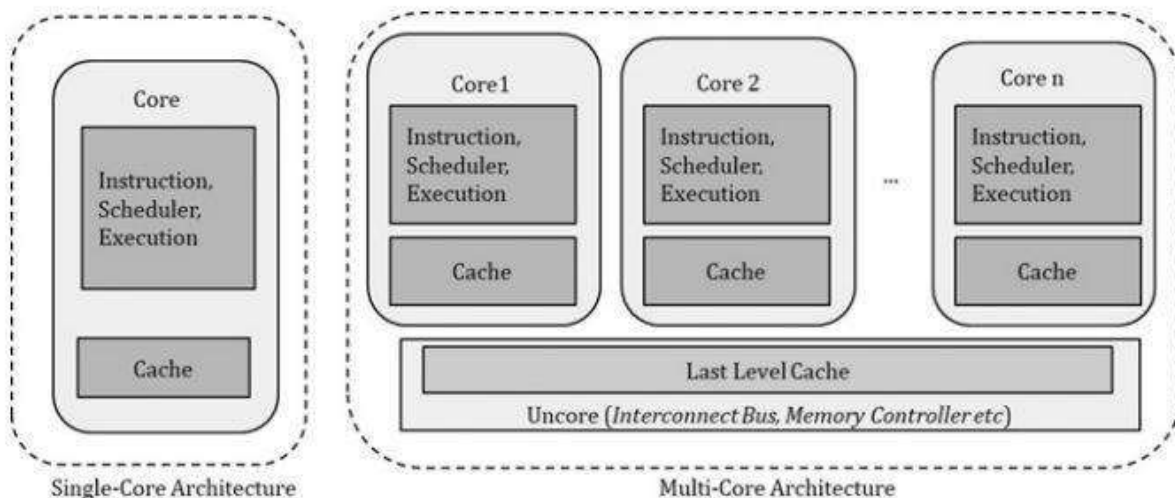 Core
Instruction,
Scheduler,
Execution
Cache
Single-Core Architecture
Core1
Instruction,
Scheduler,
Execution
Cache
Core 2
Instruction,
Scheduler,
Execution
Cache
...
Core n
Instruction,
Scheduler,
Execution
Cache
Last Level Cache
Uncore (Interconnect Bus, Memory Controller etc)
Multi-Core Architecture